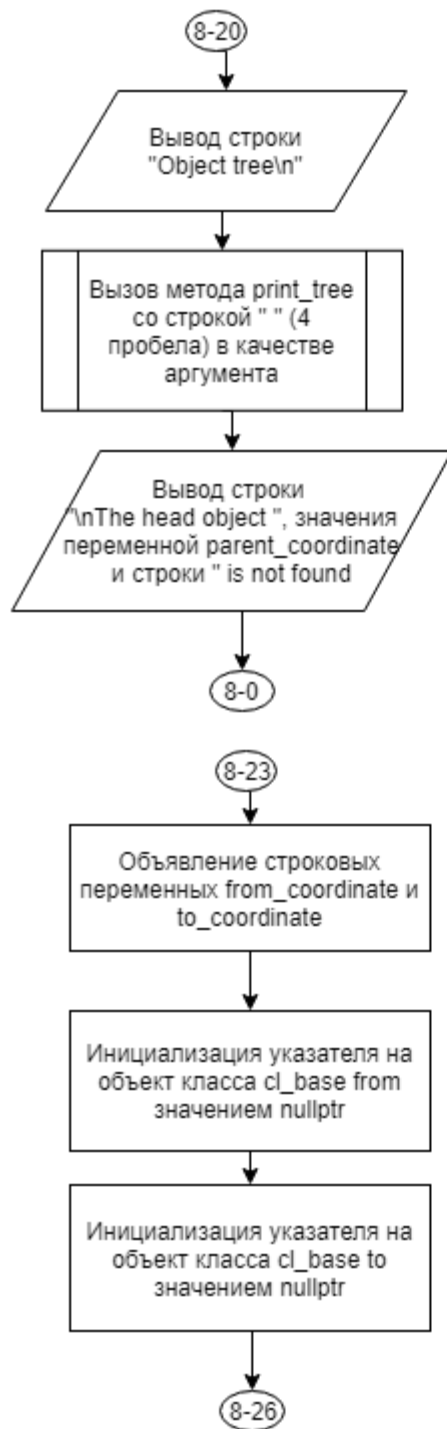 8-20
Вывод строки
"Object tree\n"
Вызов метода print_tree
со строкой " " (4
пробела) в качестве
аргумента
Вывод строки
"\nThe head object ", значения
переменной parent_coordinate
и строки " is not found
8-0
8-23
Объявление строковых
переменных from_coordinate и
to_coordinate
Инициализация указателя на
объект класса cl_base from
значением nullptr
Инициализация указателя на
объект класса cl_base to
значением nullptr
8-26